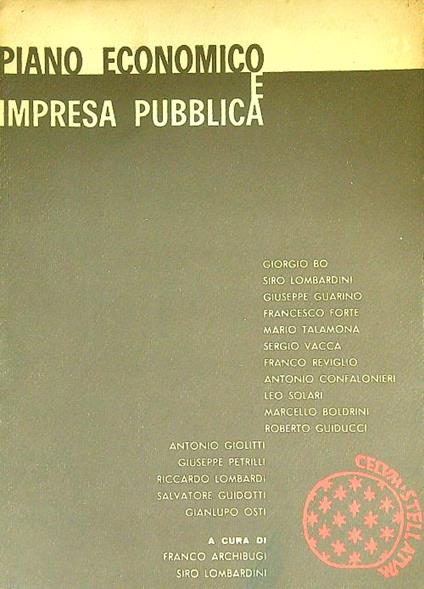 PIANO ECONOMICO
E
IMPRESA PUBBLICA
GIORGIO BO
SIRO LOMBARDINI
GIUSEPPE GUARINO
FRANCESCO FORTE
MARIO TALAMONA
SERGIO VACCA
FRANCO REVIGLIO
ANTONIO CONFALONIERI
LEO SOLARI
MARCELLO BOLDRINI
ROBERTO GUIDUCCI
ANTONIO GIOLITTI
GIUSEPPE PETRILLI
RICCARDO LOMBARDI
SALVATORE GUIDOTTI
GIANLUPO OSTI
A CURA DI
FRANCO ARCHIBUGI
SIRO LOMBARDINI
CELVM STELLATVM